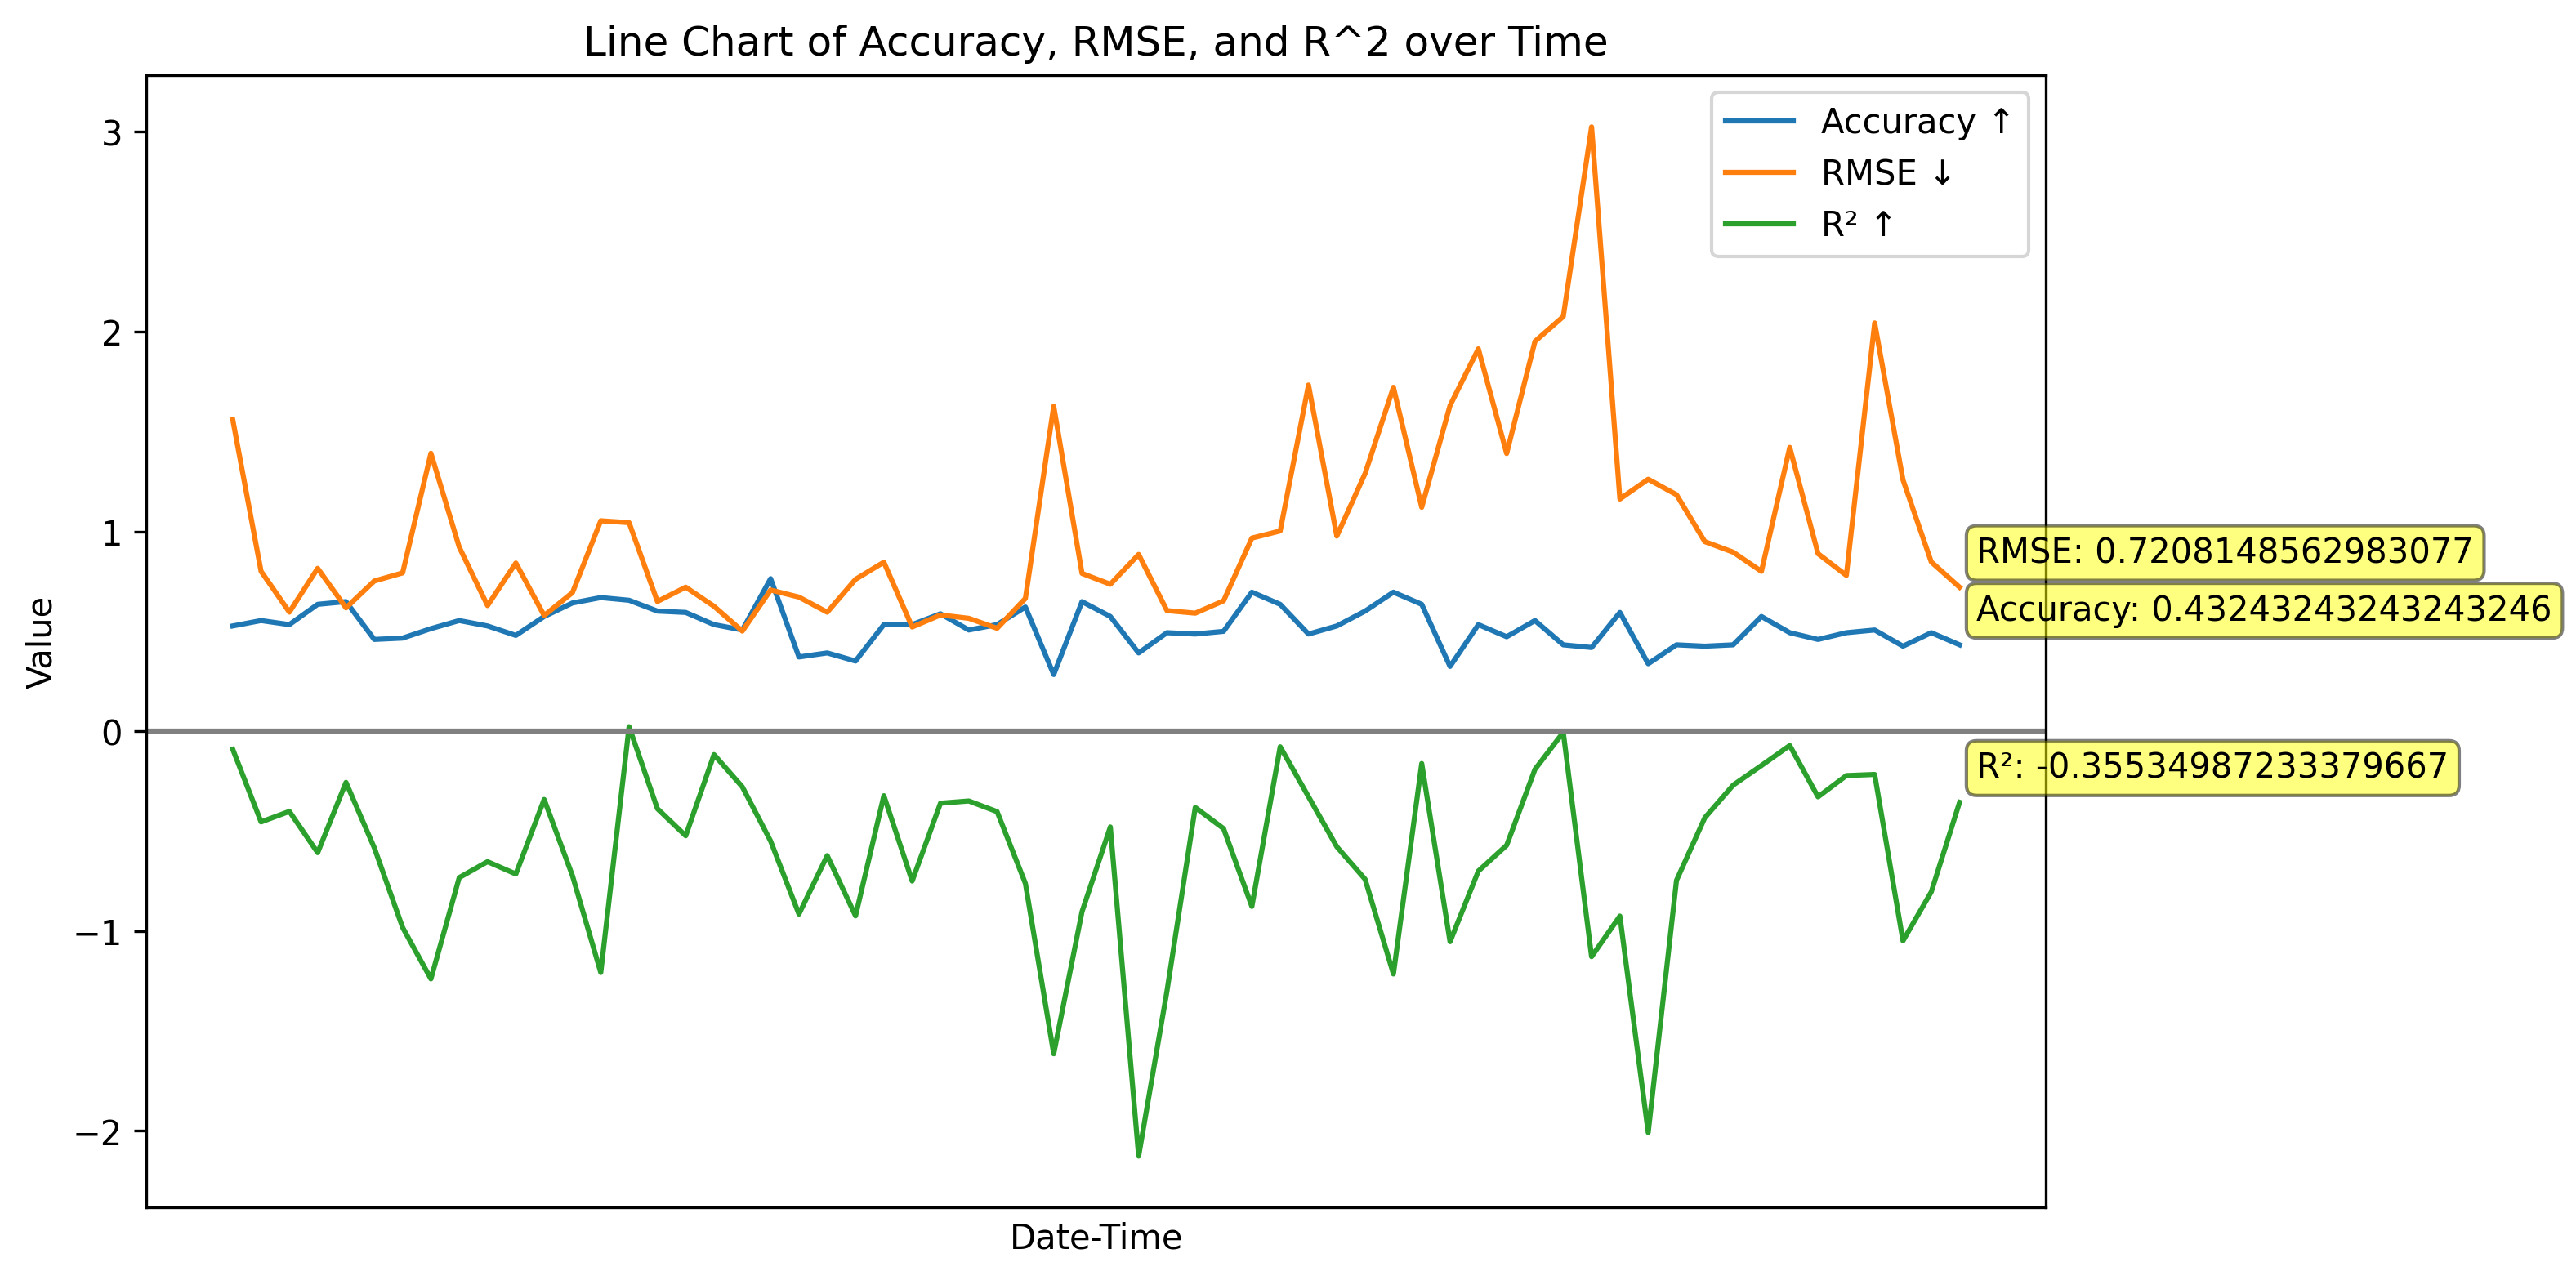 Line Chart of Accuracy, RMSE, and R^2 over Time
Accuracy ↑
RMSE ↓
R² ↑
3
2
1
0
−1
−2
Value
RMSE: 0.7208148562983077
Accuracy: 0.43243243243243246
R²: -0.35534987233379667
Date-Time